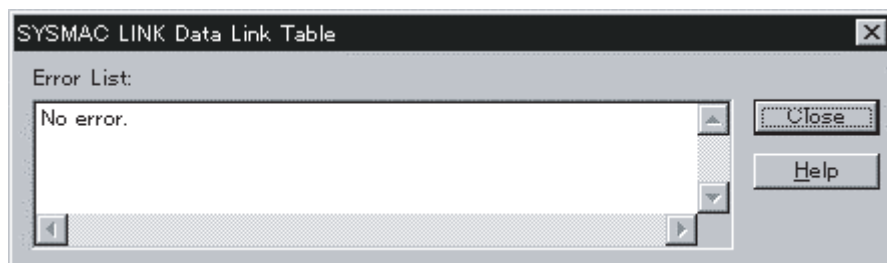 SYSMAC LINK Data Link Table
Error List:
No error.
Close
Help